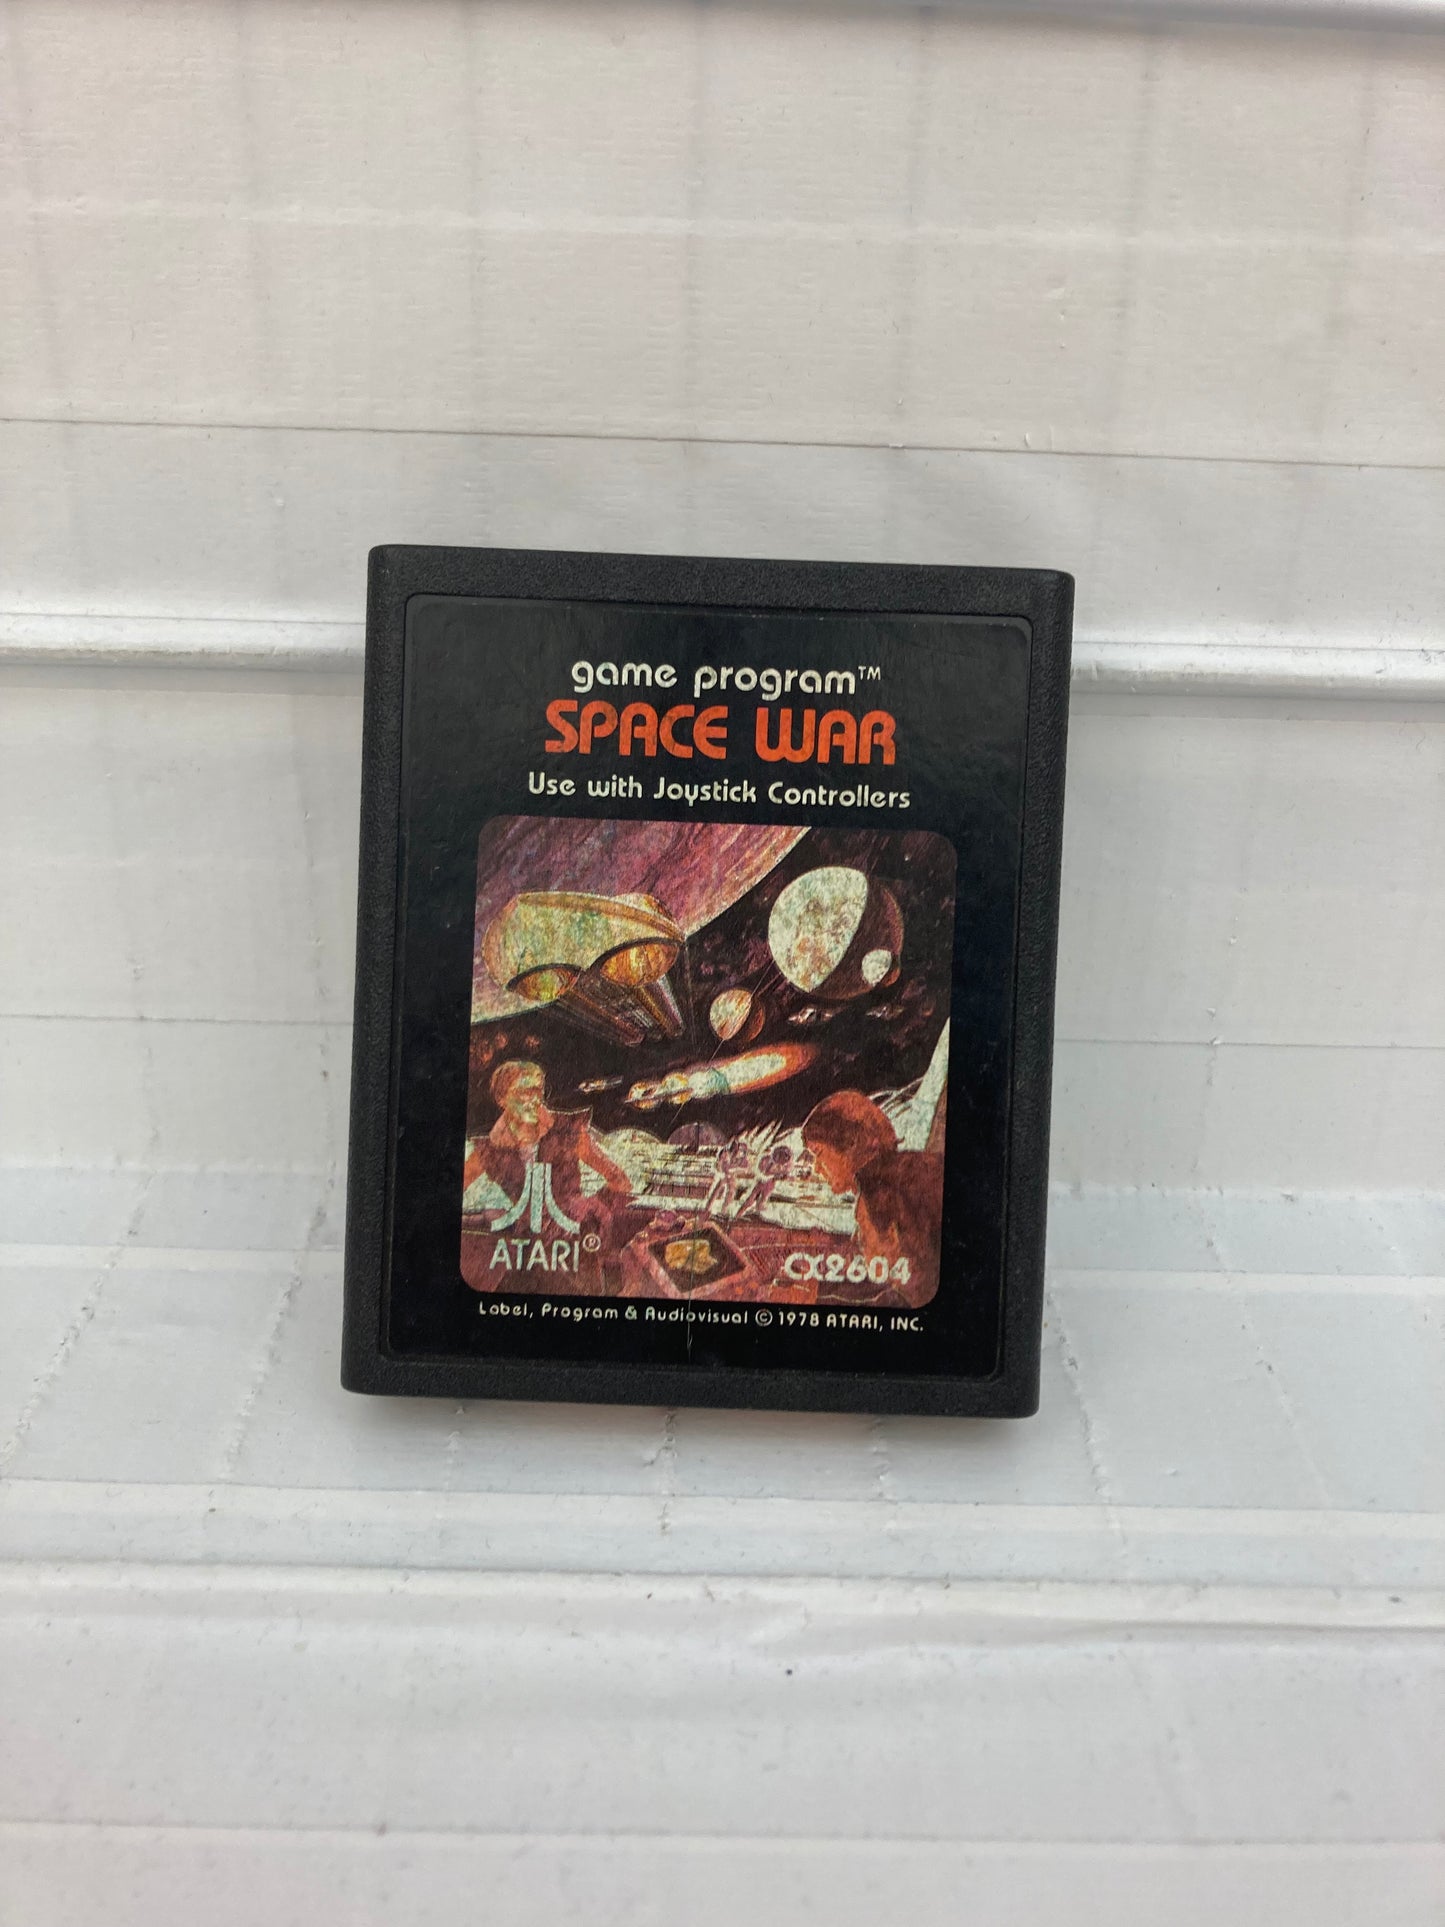 game program™
SPACE WAR
Use with Joystick Controllers
ATARI®
CX2604
Label, Program & Audiovisual © 1978 ATARI, INC.